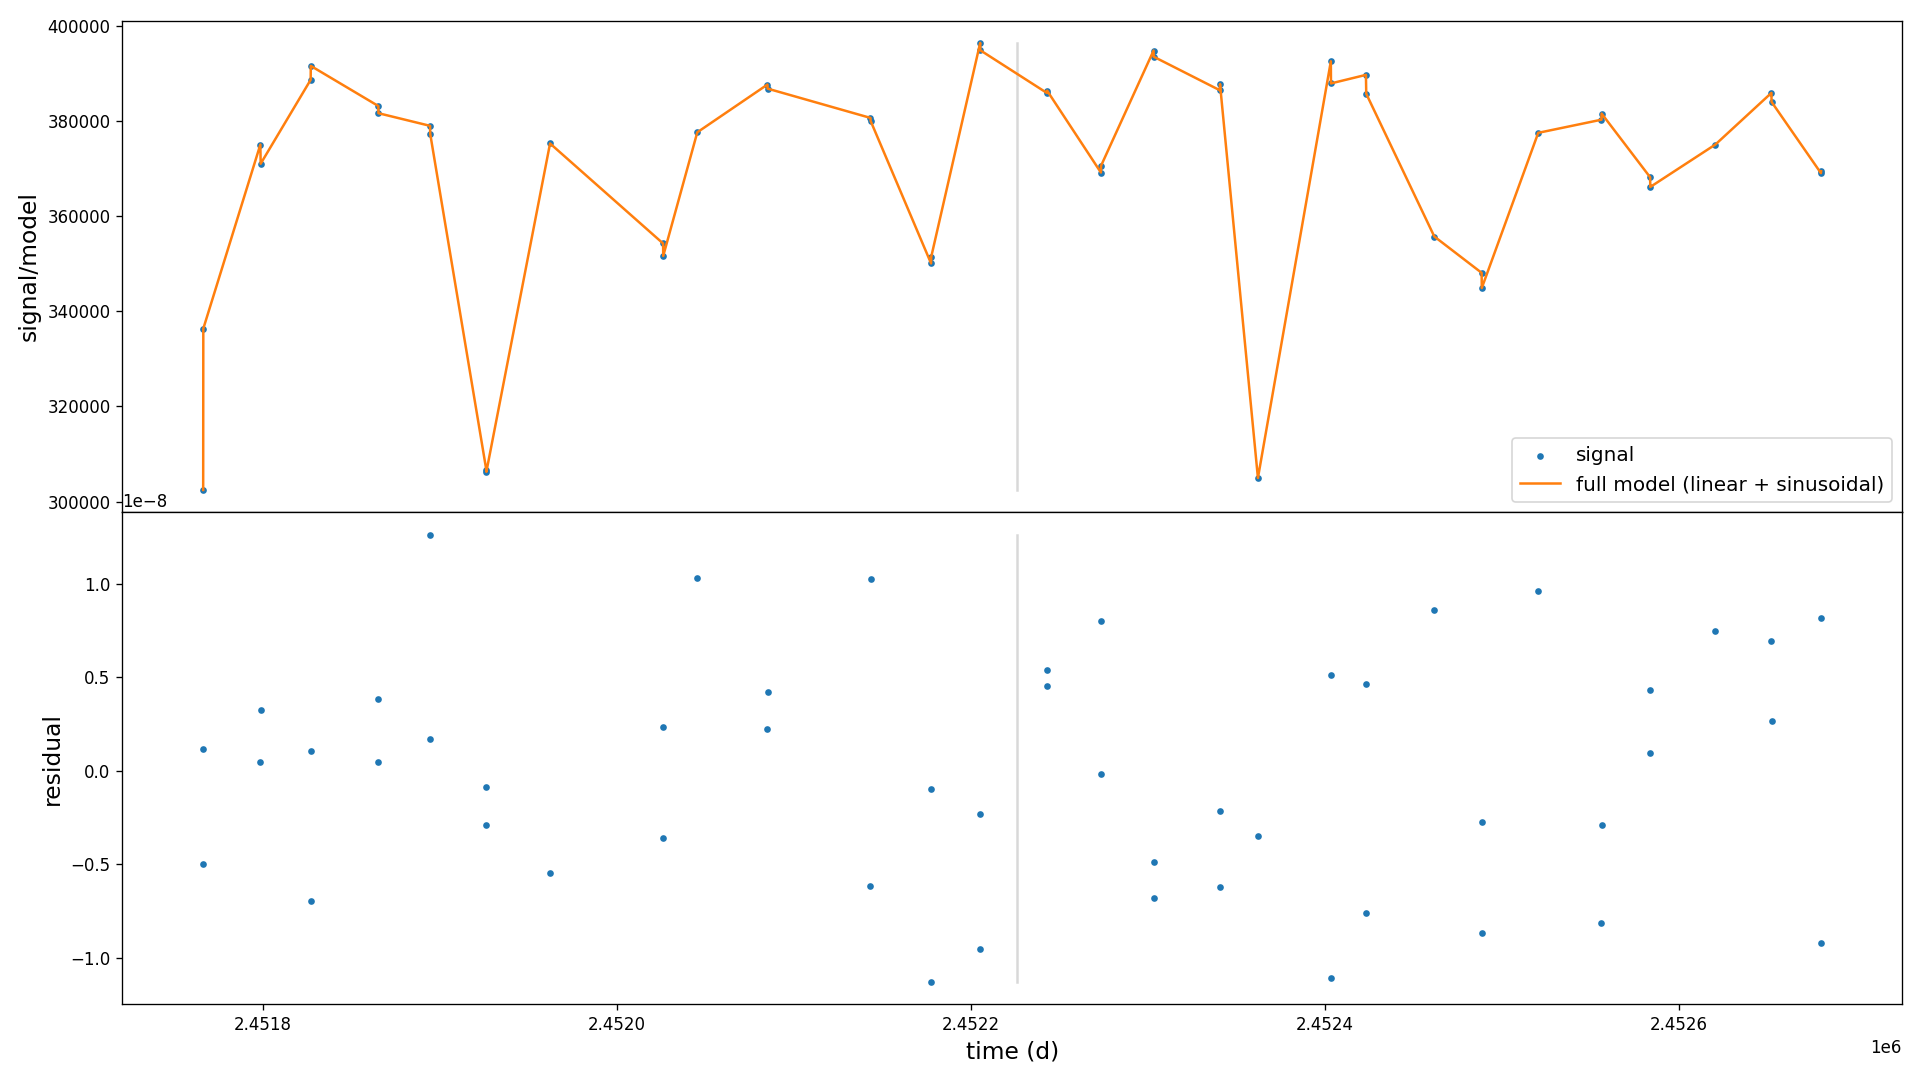 400000
380000
360000
340000
320000
300000
signal/model
signal
full model (linear + sinusoidal)
1e−8
1.0
0.5
0.0
−0.5
−1.0
residual
2.4518
2.4520
2.4522
2.4524
2.4526
1e6
time (d)